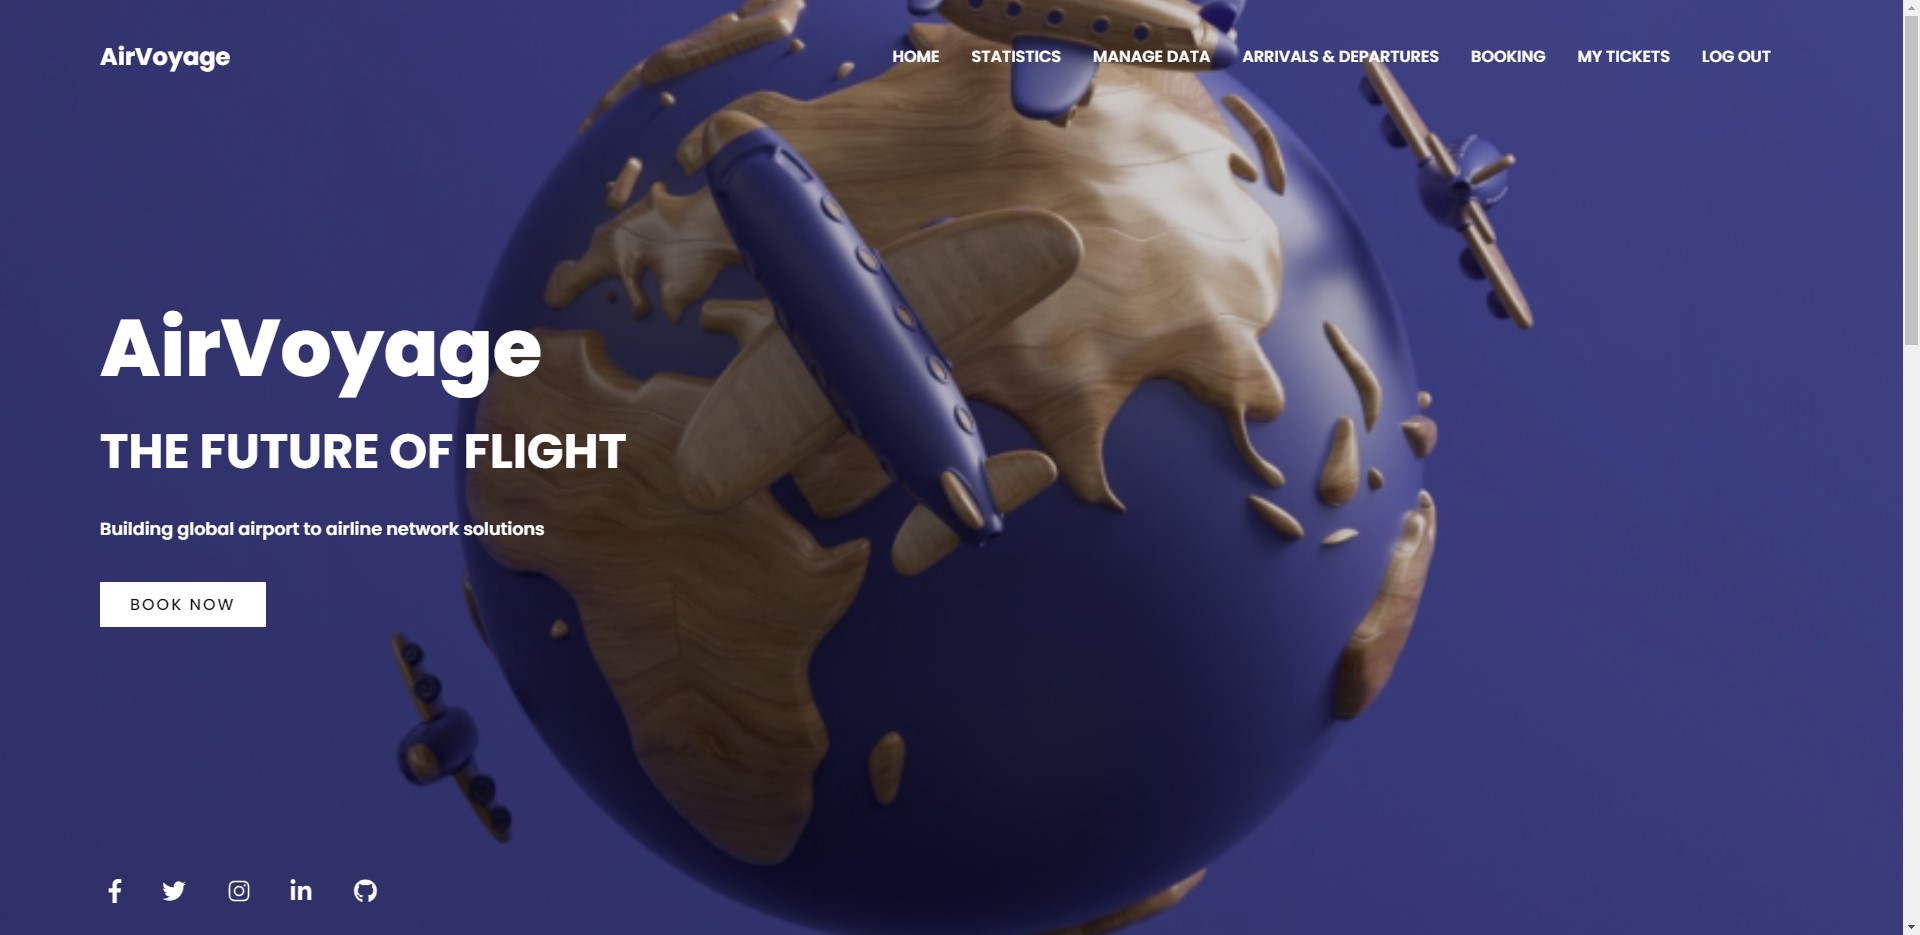 AirVoyage
HOME STATISTICS MANAGE DATA ARRIVALS & DEPARTURES BOOKING MY TICKETS LOG OUT
AirVoyage
THE FUTURE OF FLIGHT
Building global airport to airline network solutions
BOOK NOW